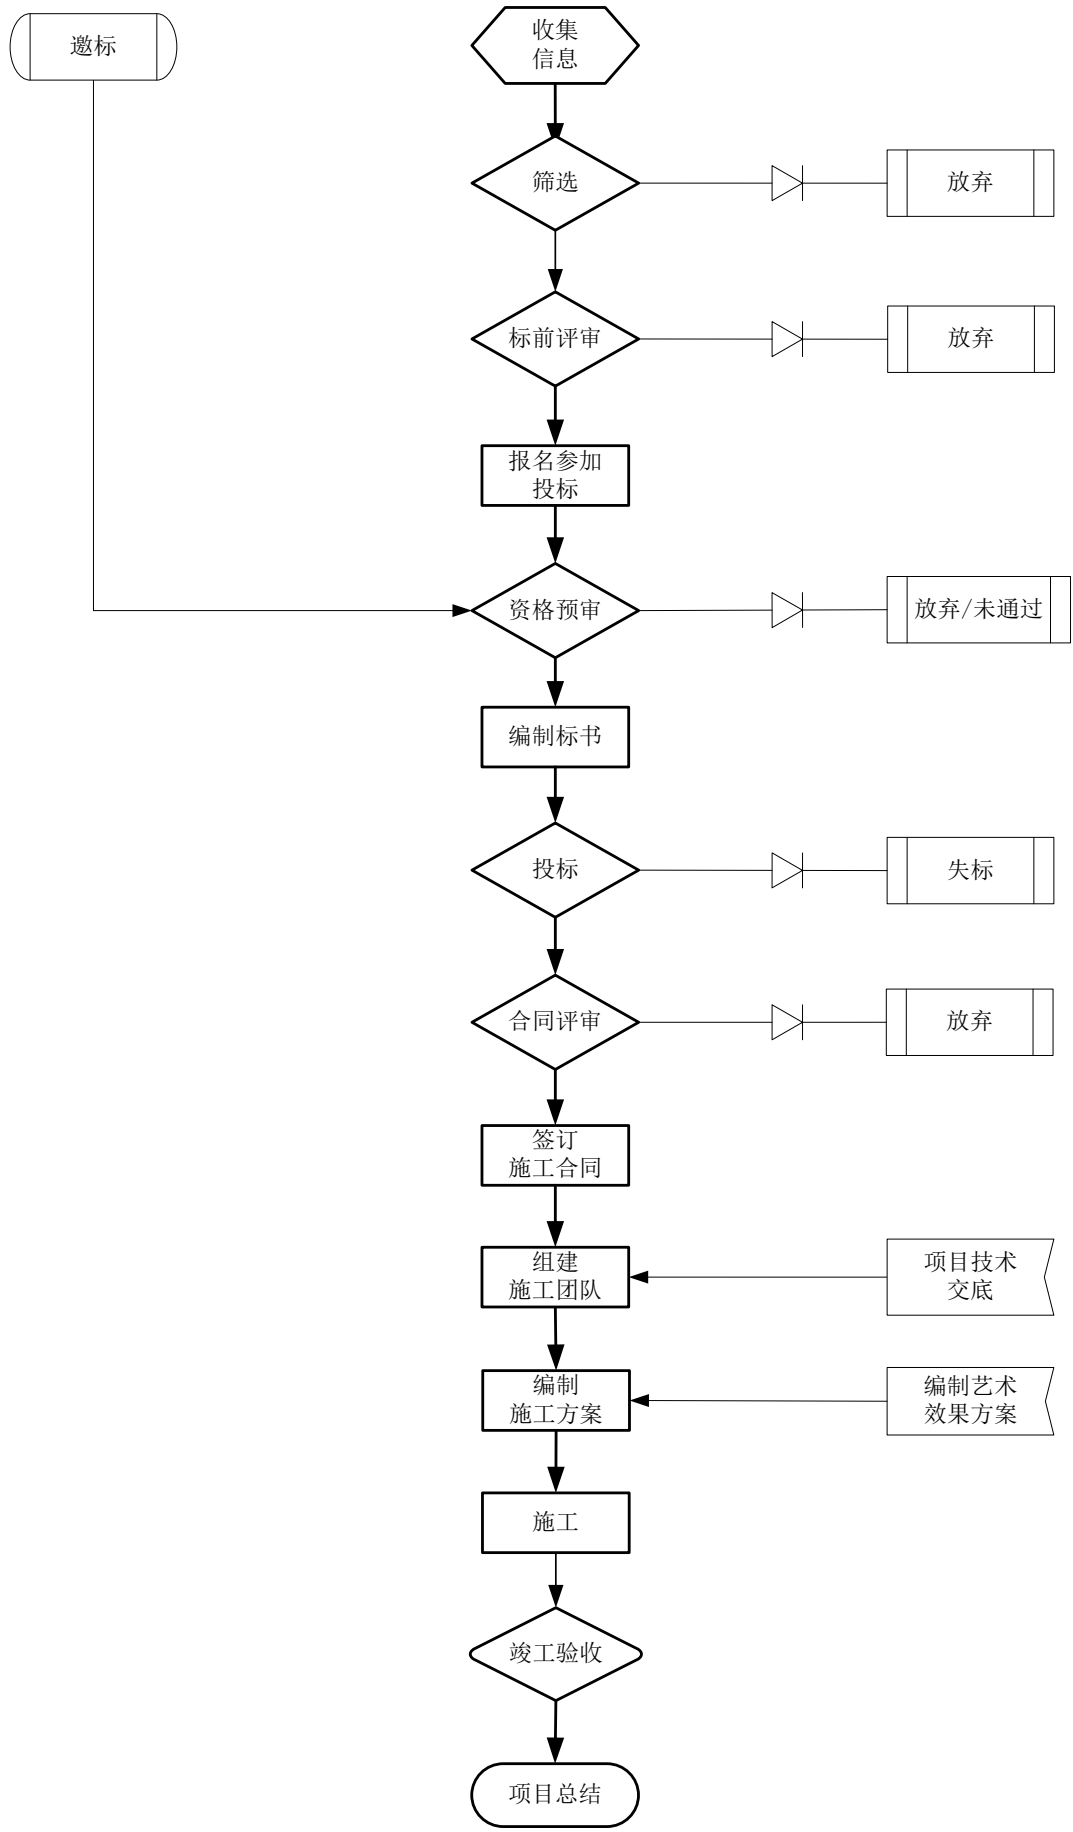 邀标
收集
信息
筛选
放弃
标前评审
放弃
报名参加
投标
资格预审
放弃/未通过
编制标书
投标
失标
合同评审
放弃
签订
施工合同
组建
施工团队
项目技术
交底
编制
施工方案
编制艺术
效果方案
施工
竣工验收
项目总结